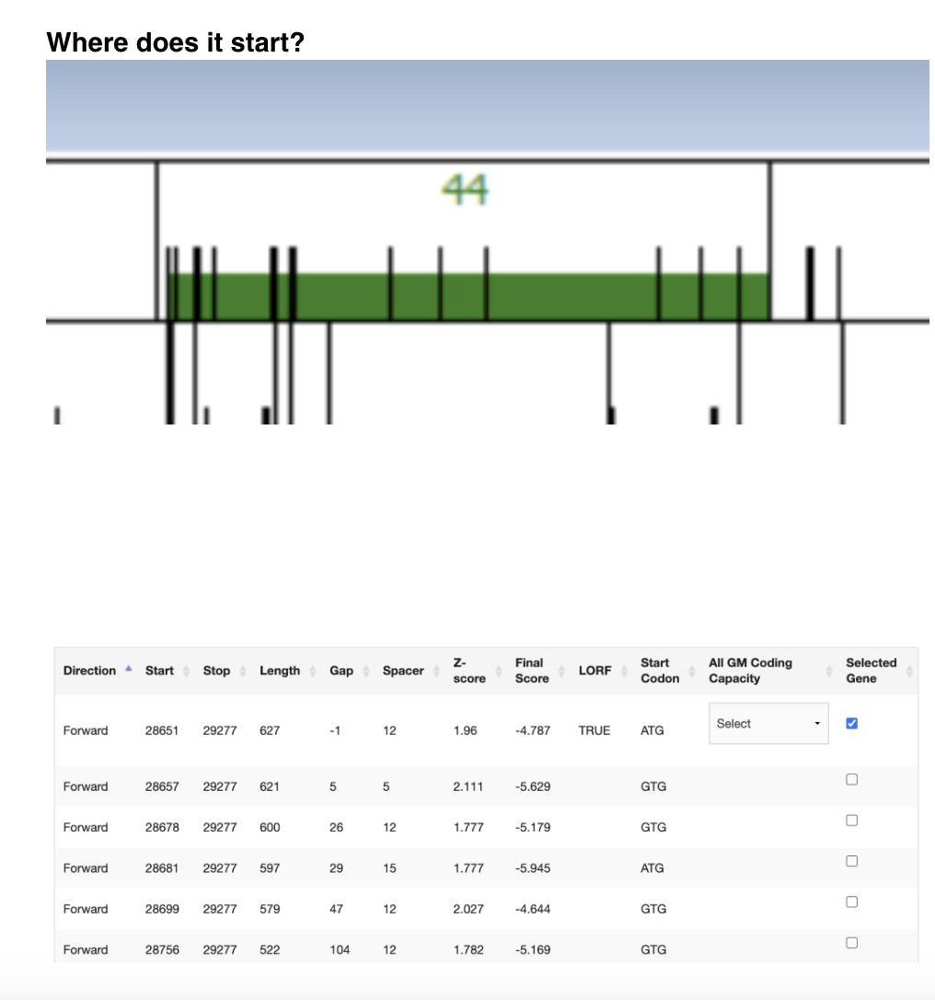 Where does it start?
44
Direction Start Stop Length Gap Spacer Z-score Final Score LORF Start Codon All GM Coding Capacity Selected Gene
Forward 28651 29277 627 -1 12 1.96 -4.787 TRUE ATG Select
Forward 28657 29277 621 5 5 2.111 -5.629 GTG
Forward 28678 29277 600 26 12 1.777 -5.179 GTG
Forward 28681 29277 597 29 15 1.777 -5.945 ATG
Forward 28699 29277 579 47 12 2.027 -4.644 GTG
Forward 28756 29277 522 104 12 1.782 -5.169 GTG